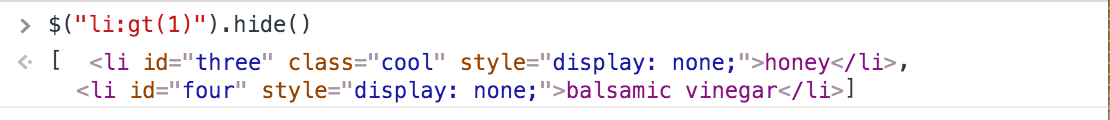 > $("li:gt(1)").hide()
[  <li id="three" class="cool" style="display: none;">honey</li>,
<li id="four" style="display: none;">balsamic vinegar</li>]